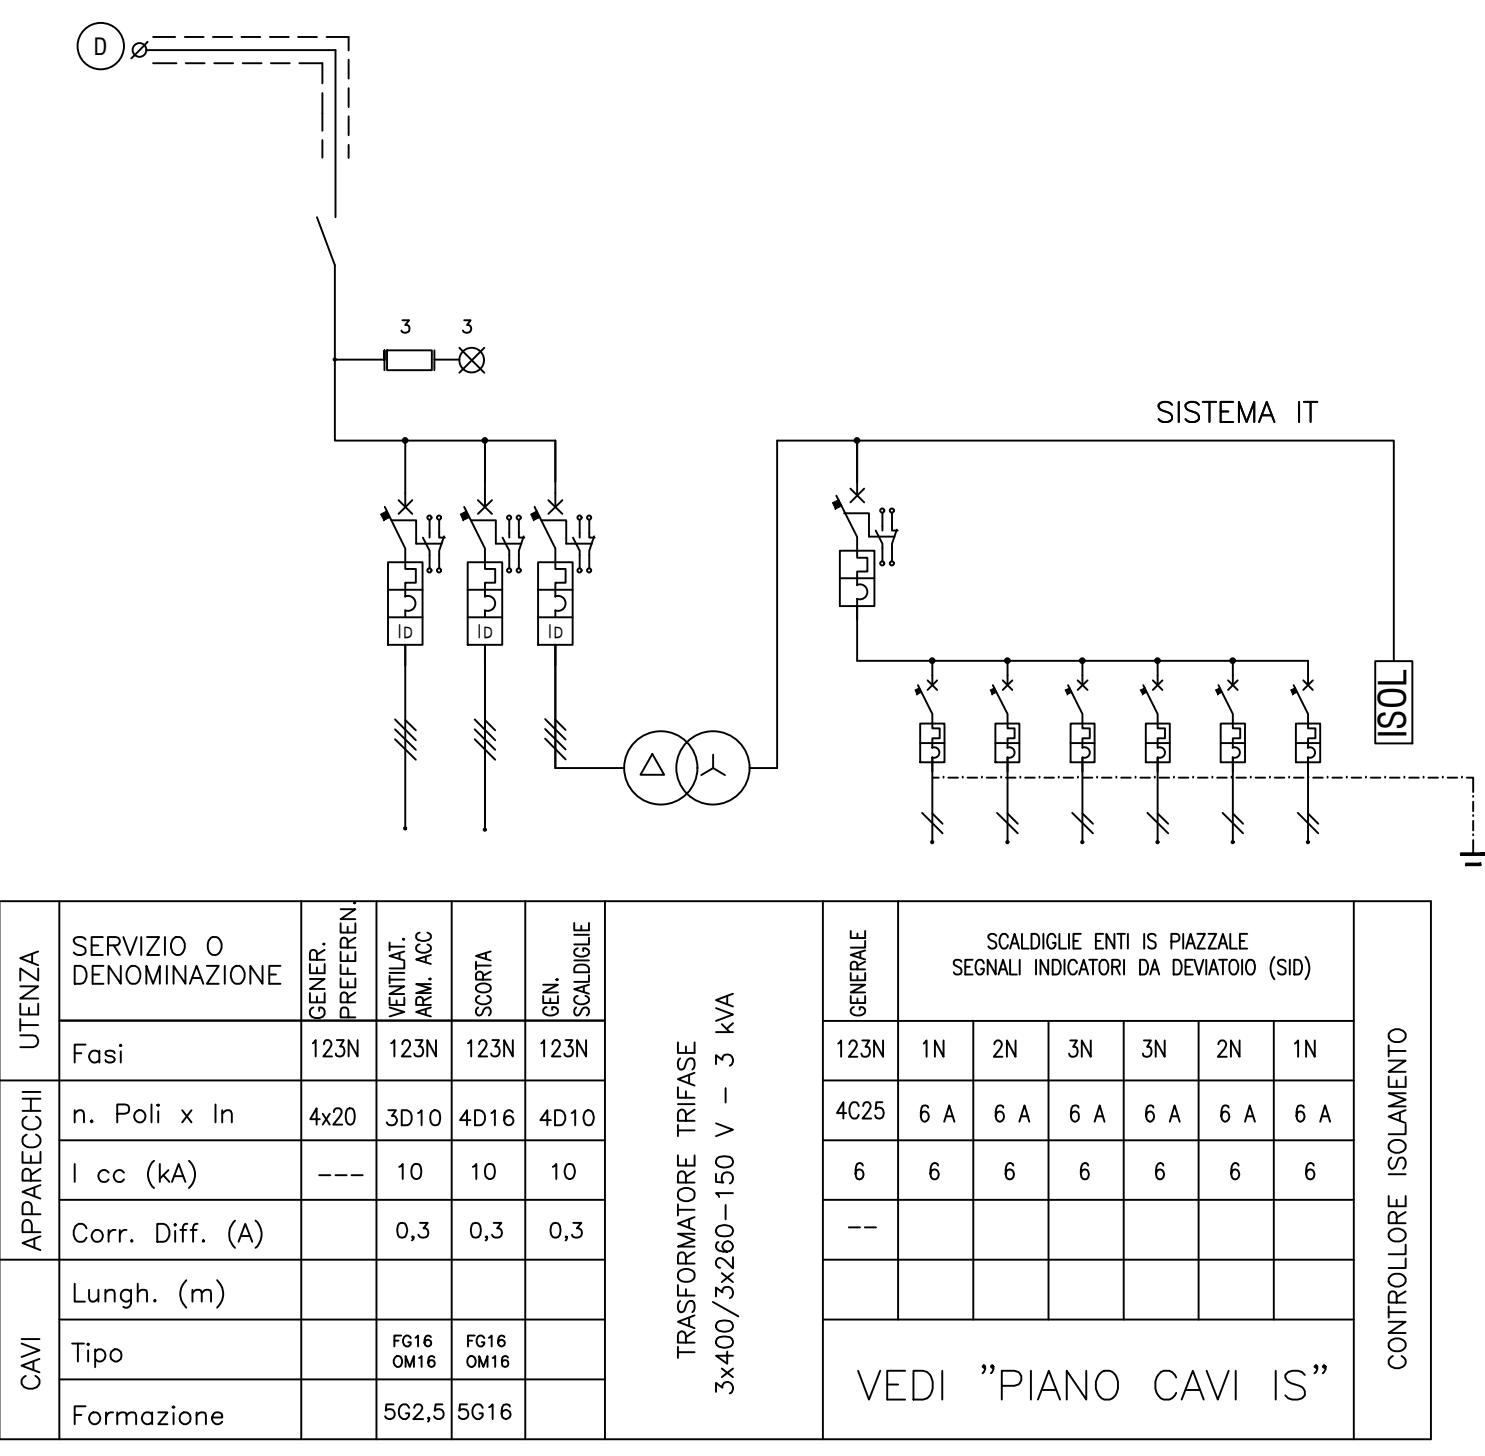 D
3 3
SISTEMA IT
ID ID ID
ISOL
UTENZA
SERVIZIO O
DENOMINAZIONE
GENER.
PREFEREN.
VENTILAT.
ARM. ACC
SCORTA
GEN.
SCALDIGLIE
TRASFORMATORE TRIFASE
3x400/3x260-150 V - 3 kVA
GENERALE
SCALDIGLIE ENTI IS PIAZZALE
SEGNALI INDICATORI DA DEVIATOIO (SID)
CONTROLLORE ISOLAMENTO
Fasi 123N 123N 123N 123N 123N 1N 2N 3N 3N 2N 1N
APPARECCHI
n. Poli x In 4x20 3D10 4D16 4D10 4C25 6 A 6 A 6 A 6 A 6 A 6 A
I cc (kA) --- 10 10 10 6 6 6 6 6 6 6
Corr. Diff. (A) 0,3 0,3 0,3 --
CAVI
Lungh. (m)
Tipo
FG16
OM16
FG16
OM16
VEDI "PIANO CAVI IS"
Formazione 5G2,5 5G16